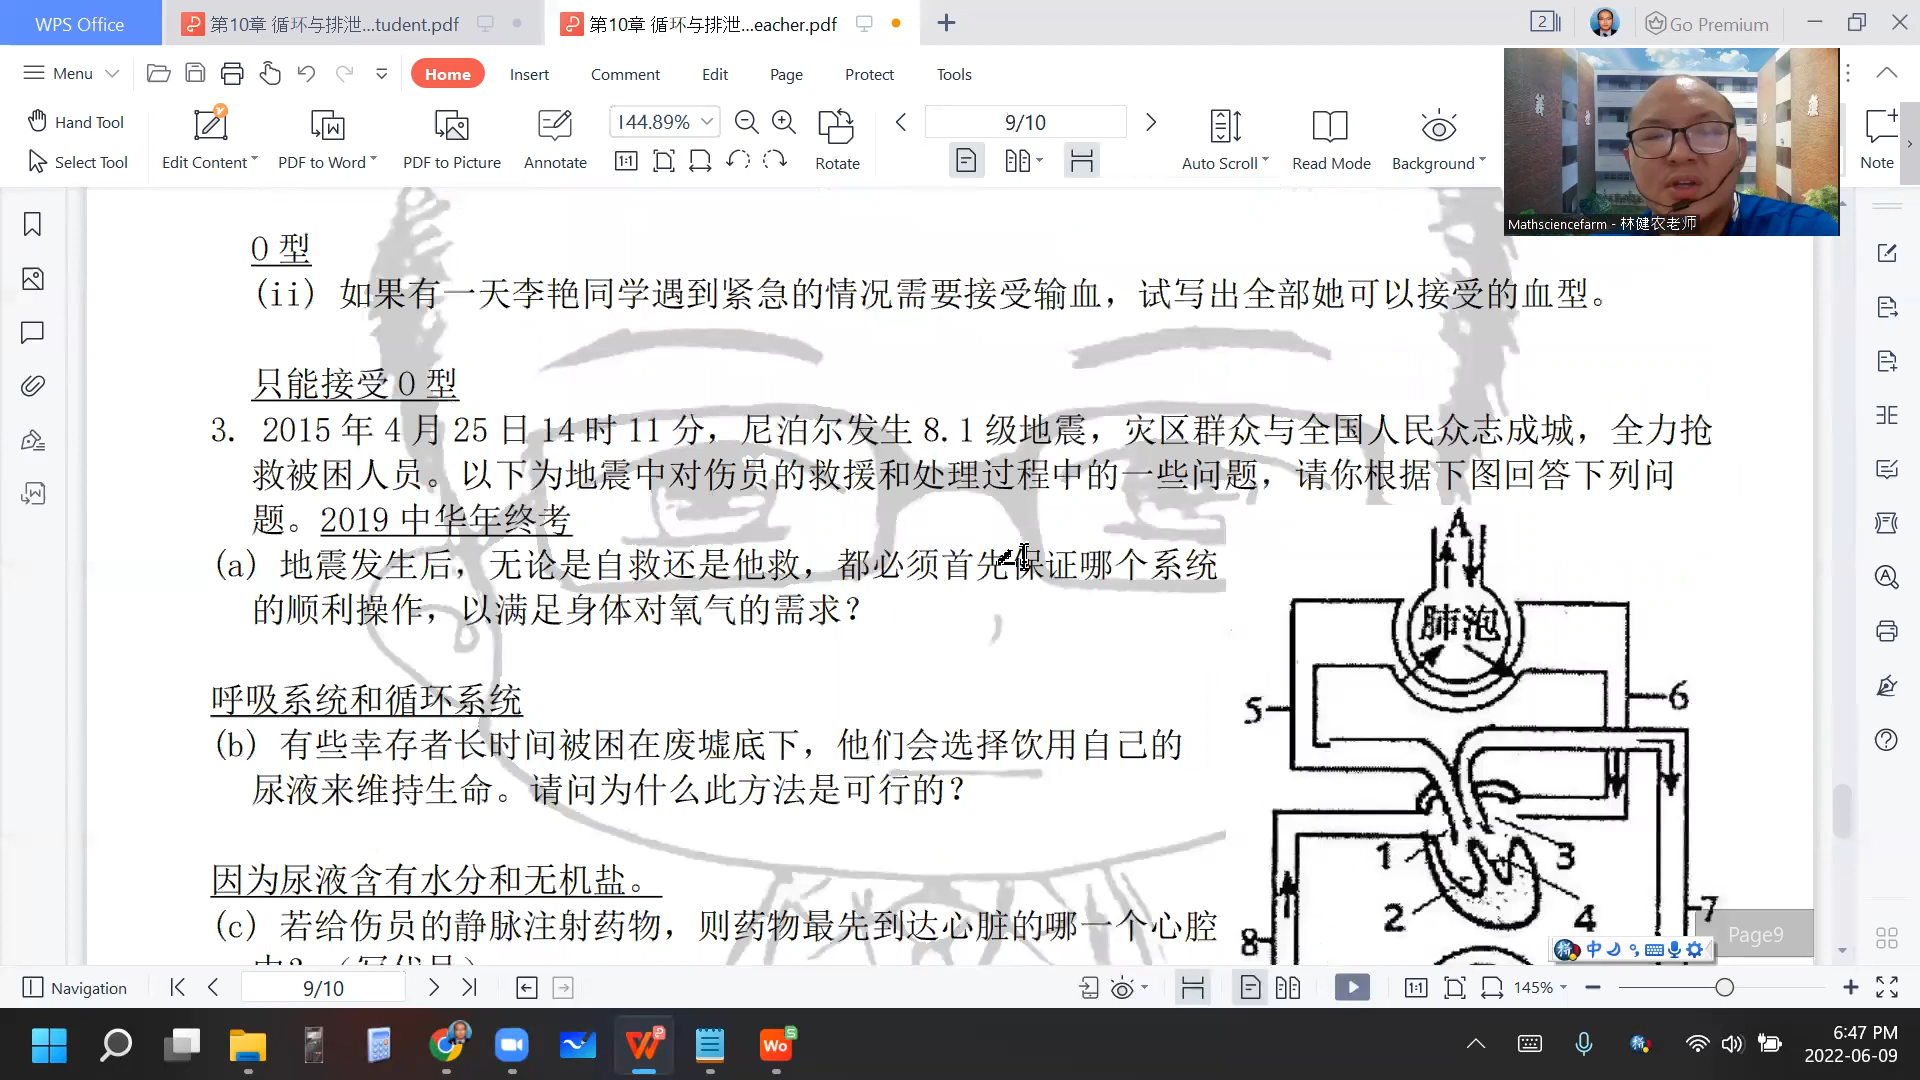 WPS Office
第10章 循环与排泄...tudent.pdf
第10章 循环与排泄...eacher.pdf
2
Go Premium
Menu
Home
Insert
Comment
Edit
Page
Protect
Tools
Hand Tool
Select Tool
Edit Content
PDF to Word
PDF to Picture
Annotate
144.89%
1:1
Rotate
9/10
Auto Scroll
Read Mode
Background
Note
Mathsciencefarm - 林健农老师
O 型
(ii) 如果有一天李艳同学遇到紧急的情况需要接受输血，试写出全部她可以接受的血型。
只能接受 O 型
3. 2015 年 4 月 25 日 14 时 11 分，尼泊尔发生 8.1 级地震，灾区群众与全国人民众志成城，全力抢
救被困人员。以下为地震中对伤员的救援和处理过程中的一些问题，请你根据下图回答下列问
题。2019 中华年终考
(a) 地震发生后，无论是自救还是他救，都必须首先保证哪个系统
的顺利操作，以满足身体对氧气的需求？
呼吸系统和循环系统
(b) 有些幸存者长时间被困在废墟底下，他们会选择饮用自己的
尿液来维持生命。请问为什么此方法是可行的？
因为尿液含有水分和无机盐。
(c) 若给伤员的静脉注射药物，则药物最先到达心脏的哪一个心腔
A
肺泡
5
6
1
3
2
4
7
8
Page9
中
Navigation
9/10
1:1
145%
Wo
6:47 PM
2022-06-09